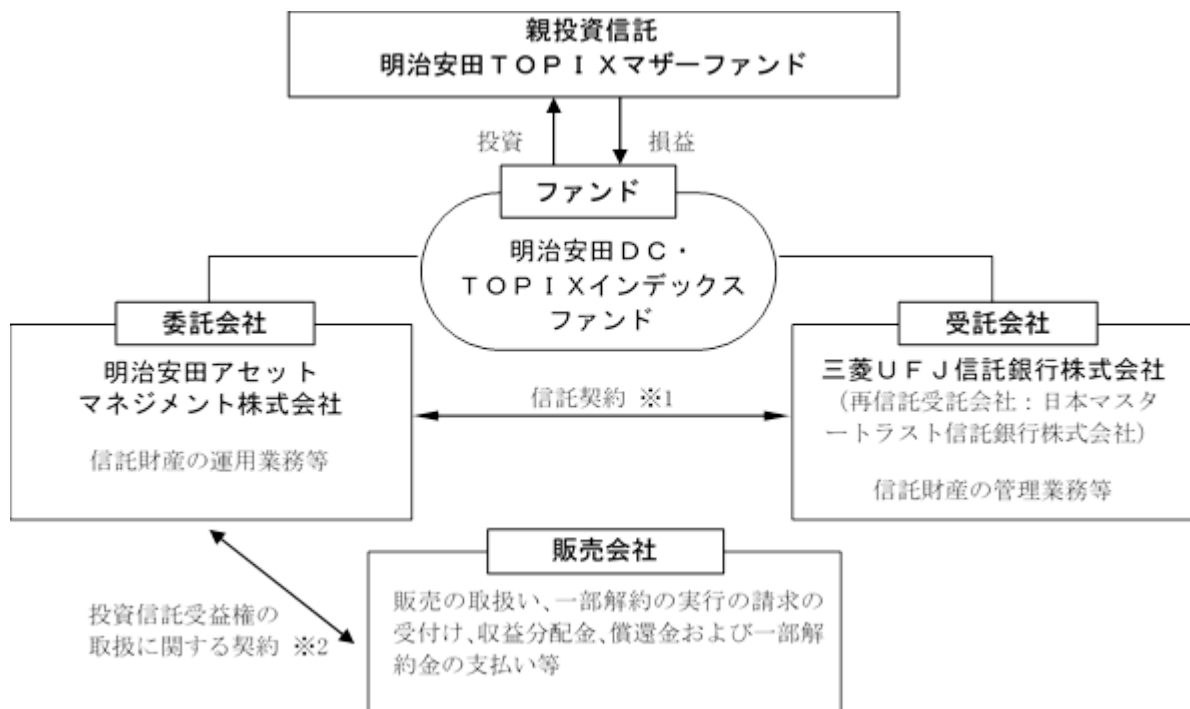 親投資信託
明治安田TOPIXマザーファンド
投資
損益
ファンド
明治安田DC・
TOPIXインデックス
ファンド
委託会社
明治安田アセット
マネジメント株式会社
信託財産の運用業務等
信託契約 ※1
受託会社
三菱UFJ信託銀行株式会社
(再信託受託会社:日本マスタ
ートラスト信託銀行株式会社)
信託財産の管理業務等
投資信託受益権の
取扱に関する契約 ※2
販売会社
販売の取扱い、一部解約の実行の請求の
受付け、収益分配金、償還金および一部解
約金の支払い等